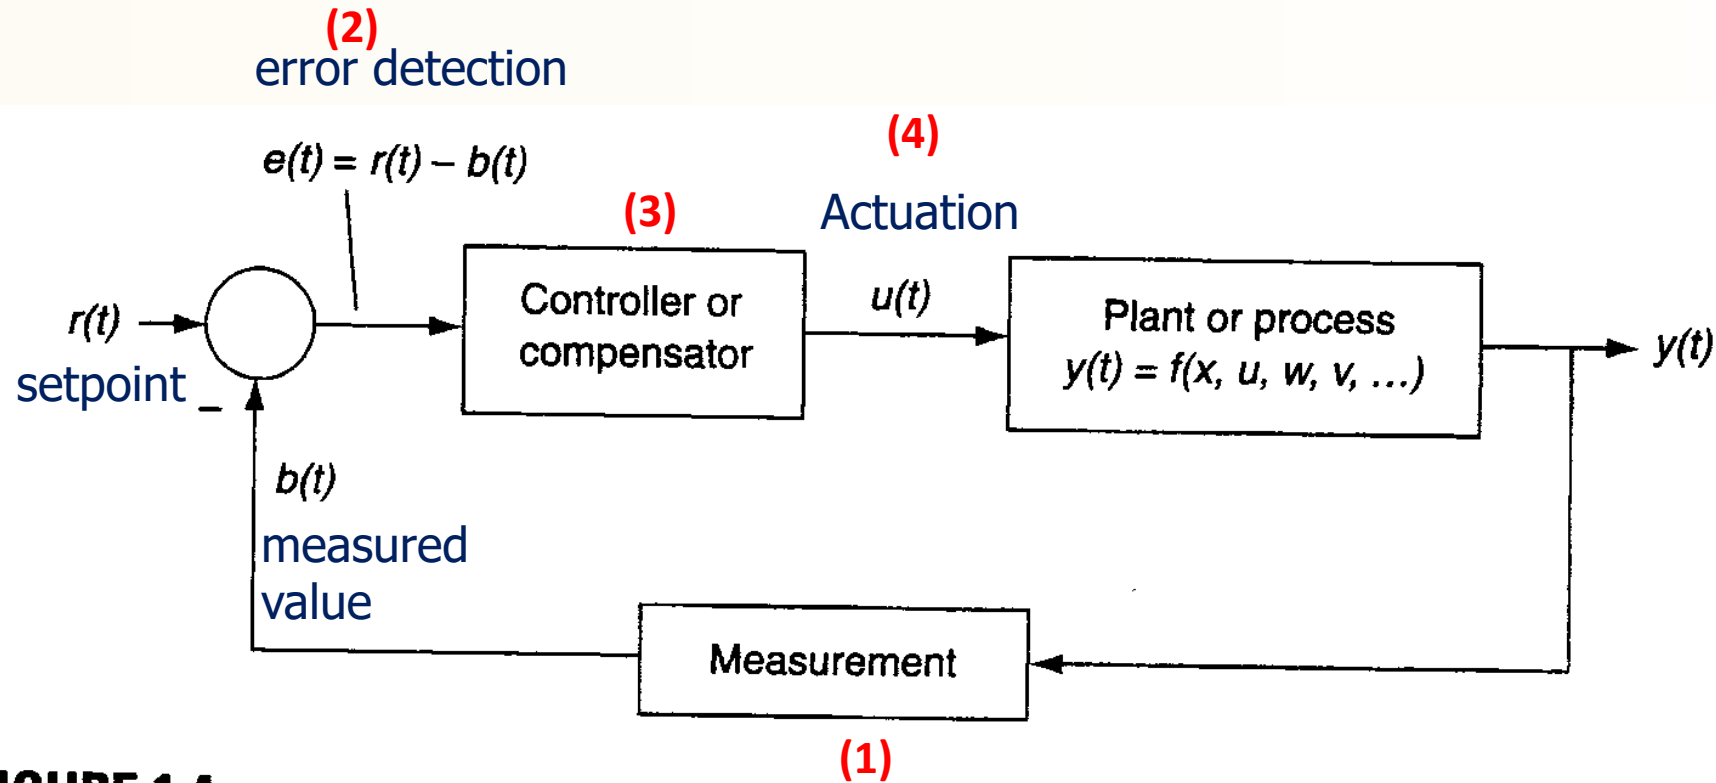 (2)
error detection
e(t) = r(t) – b(t)
(4)
(3)
Actuation
r(t)
setpoint
–
Controller or
compensator
u(t)
Plant or process
y(t) = f(x, u, w, v, ...)
y(t)
b(t)
measured
value
Measurement
(1)